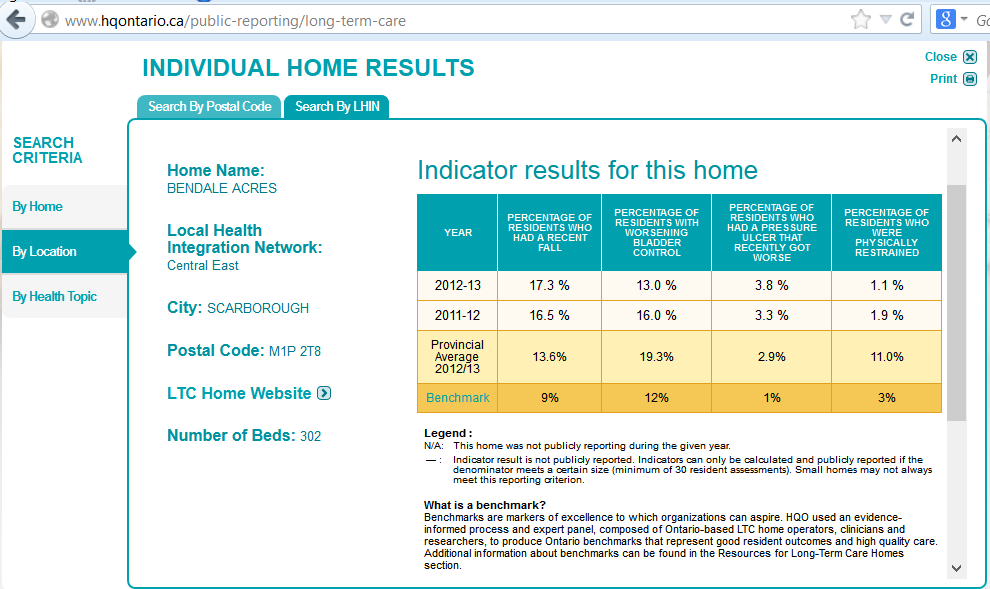 www.hqontario.ca/public-reporting/long-term-care
8
INDIVIDUAL HOME RESULTS
Close
Print
Search By Postal Code
Search By LHIN
SEARCH
CRITERIA
By Home
By Location
By Health Topic
Home Name:
BENDALE ACRES
Local Health
Integration Network:
Central East
City: SCARBOROUGH
Postal Code: M1P 2T8
LTC Home Website
Number of Beds: 302
Indicator results for this home
YEAR
PERCENTAGE OF
RESIDENTS WHO
HAD A RECENT
FALL
PERCENTAGE OF
RESIDENTS WITH
WORSENING
BLADDER
CONTROL
PERCENTAGE OF
RESIDENTS WHO
HAD A PRESSURE
ULCER THAT
RECENTLY GOT
WORSE
PERCENTAGE OF
RESIDENTS WHO
WERE
PHYSICALLY
RESTRAINED
2012-13 17.3 % 13.0 % 3.8 % 1.1 %
2011-12 16.5 % 16.0 % 3.3 % 1.9 %
Provincial
Average
2012/13
13.6% 19.3% 2.9% 11.0%
Benchmark 9% 12% 1% 3%
Legend :
N/A: This home was not publicly reporting during the given year.
— : Indicator result is not publicly reported. Indicators can only be calculated and publicly reported if the
denominator meets a certain size (minimum of 30 resident assessments). Small homes may not always
meet this reporting criterion.
What is a benchmark?
Benchmarks are markers of excellence to which organizations can aspire. HQO used an evidence-
informed process and expert panel, composed of Ontario-based LTC home operators, clinicians and
researchers, to produce Ontario benchmarks that represent good resident outcomes and high quality care.
Additional information about benchmarks can be found in the Resources for Long-Term Care Homes
section.